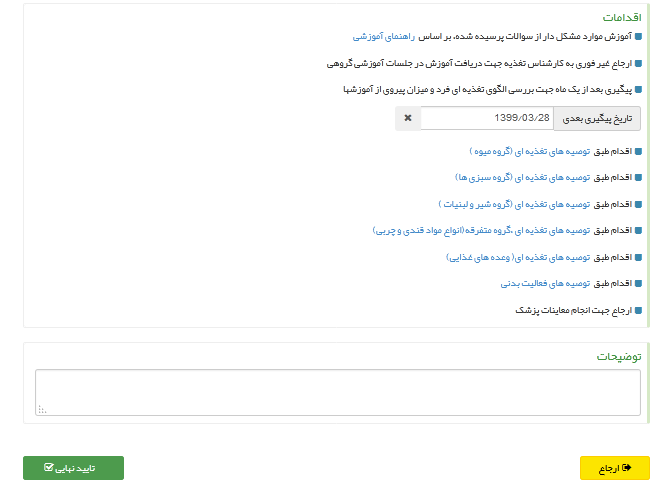 اقدامات
آموزش موارد مشکل دار از سوالات پرسیده شده، بر اساس راهنمای آموزشی
ارجاع غیر فوری به کارشناس تغذیه جهت دریافت آموزش در جلسات آموزشی گروهی
پیگیری بعد از یک ماه جهت بررسی الگوی تغذیه ای فرد و میزان پیروی از آموزشها
تاریخ پیگیری بعدی 1399/03/28
اقدام طبق توصیه های تغذیه ای (گروه میوه )
اقدام طبق توصیه های تغذیه ای (گروه سبزی ها)
اقدام طبق توصیه های تغذیه ای (گروه شیر و لبنیات )
اقدام طبق توصیه های تغذیه ای ،گروه متفرقه (انواع مواد قندی و چربی)
اقدام طبق توصیه های تغذیه ای( وعده های غذایی)
اقدام طبق توصیه های فعالیت بدنی
ارجاع جهت انجام معاینات پزشک
توضیحات
ارجاع
تایید نهایی